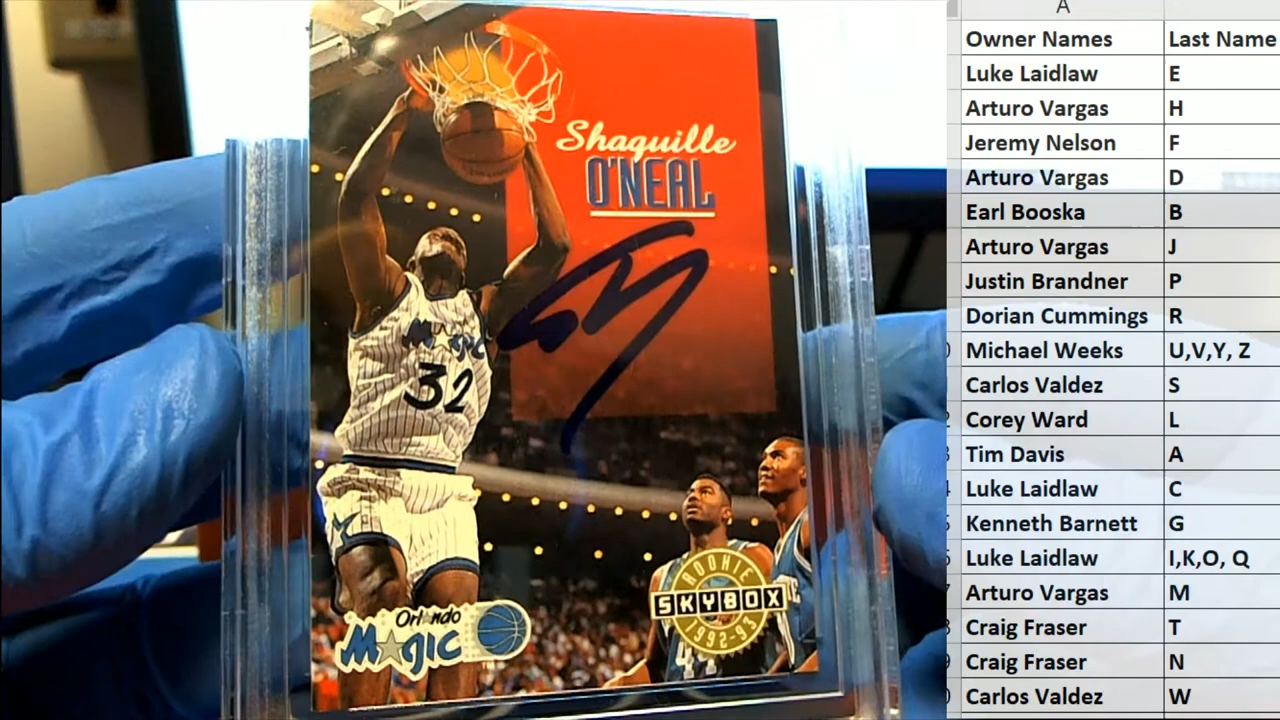 Shaquille
O'NEAL
MAGIC
32
Orlando
Magic
ROOKIE
SKYBOX
1992-93
A
Owner Names Last Name
Luke Laidlaw E
Arturo Vargas H
Jeremy Nelson F
Arturo Vargas D
Earl Booska B
Arturo Vargas J
Justin Brandner P
Dorian Cummings R
Michael Weeks U,V,Y, Z
Carlos Valdez S
Corey Ward L
Tim Davis A
Luke Laidlaw C
Kenneth Barnett G
Luke Laidlaw I,K,O, Q
Arturo Vargas M
Craig Fraser T
Craig Fraser N
Carlos Valdez W